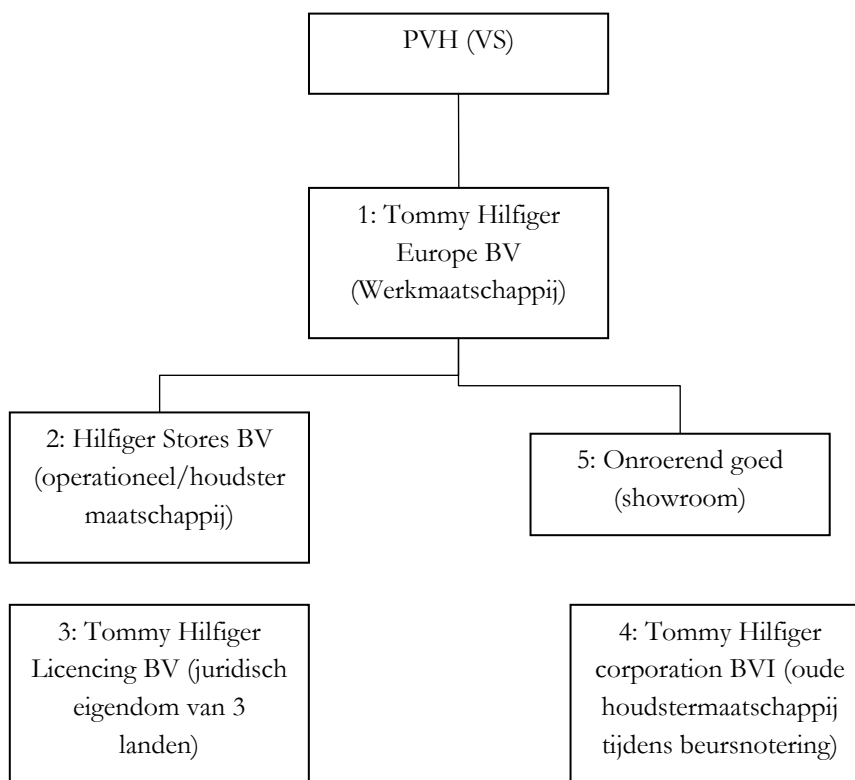 PVH (VS)
1: Tommy Hilfiger
Europe BV
(Werkmaatschappij)
2: Hilfiger Stores BV
(operationeel/houdster
maatschappij)
5: Onroerend goed
(showroom)
3: Tommy Hilfiger
Licencing BV (juridisch
eigendom van 3
landen)
4: Tommy Hilfiger
corporation BVI (oude
houdstermaatschappij
tijdens beursnotering)